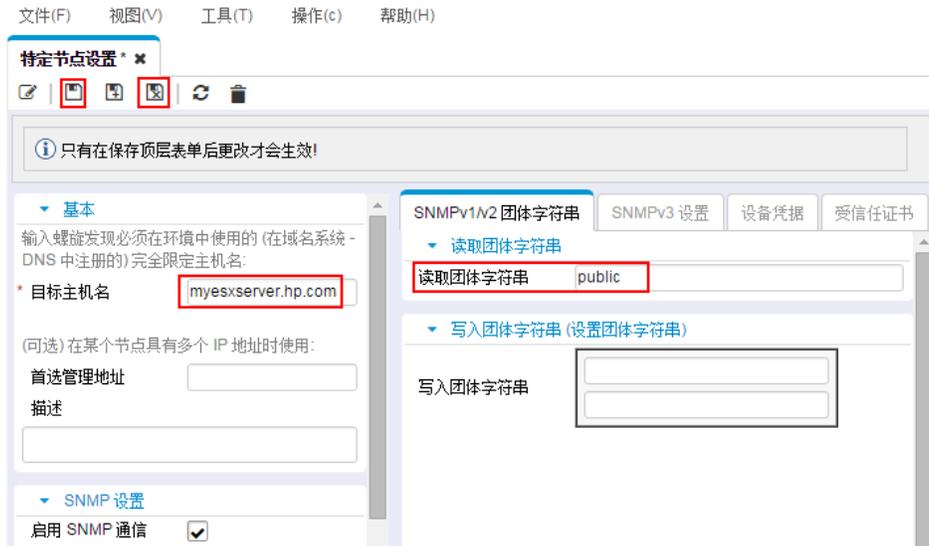 文件(F) 视图(V) 工具(T) 操作(c) 帮助(H)
特定节点设置 * ✖
只有在保存顶层表单后更改才会生效!
基本
输入螺旋发现必须在环境中使用的 (在域名系统 -
DNS 中注册的) 完全限定主机名:
* 目标主机名 myesxserver.hp.com
(可选) 在某个节点具有多个 IP 地址时使用:
首选管理地址
描述
SNMP 设置
启用 SNMP 通信
SNMPv1/v2 团体字符串 SNMPv3 设置 设备凭据 受信任证书
读取团体字符串
读取团体字符串 public
写入团体字符串 (设置团体字符串)
写入团体字符串